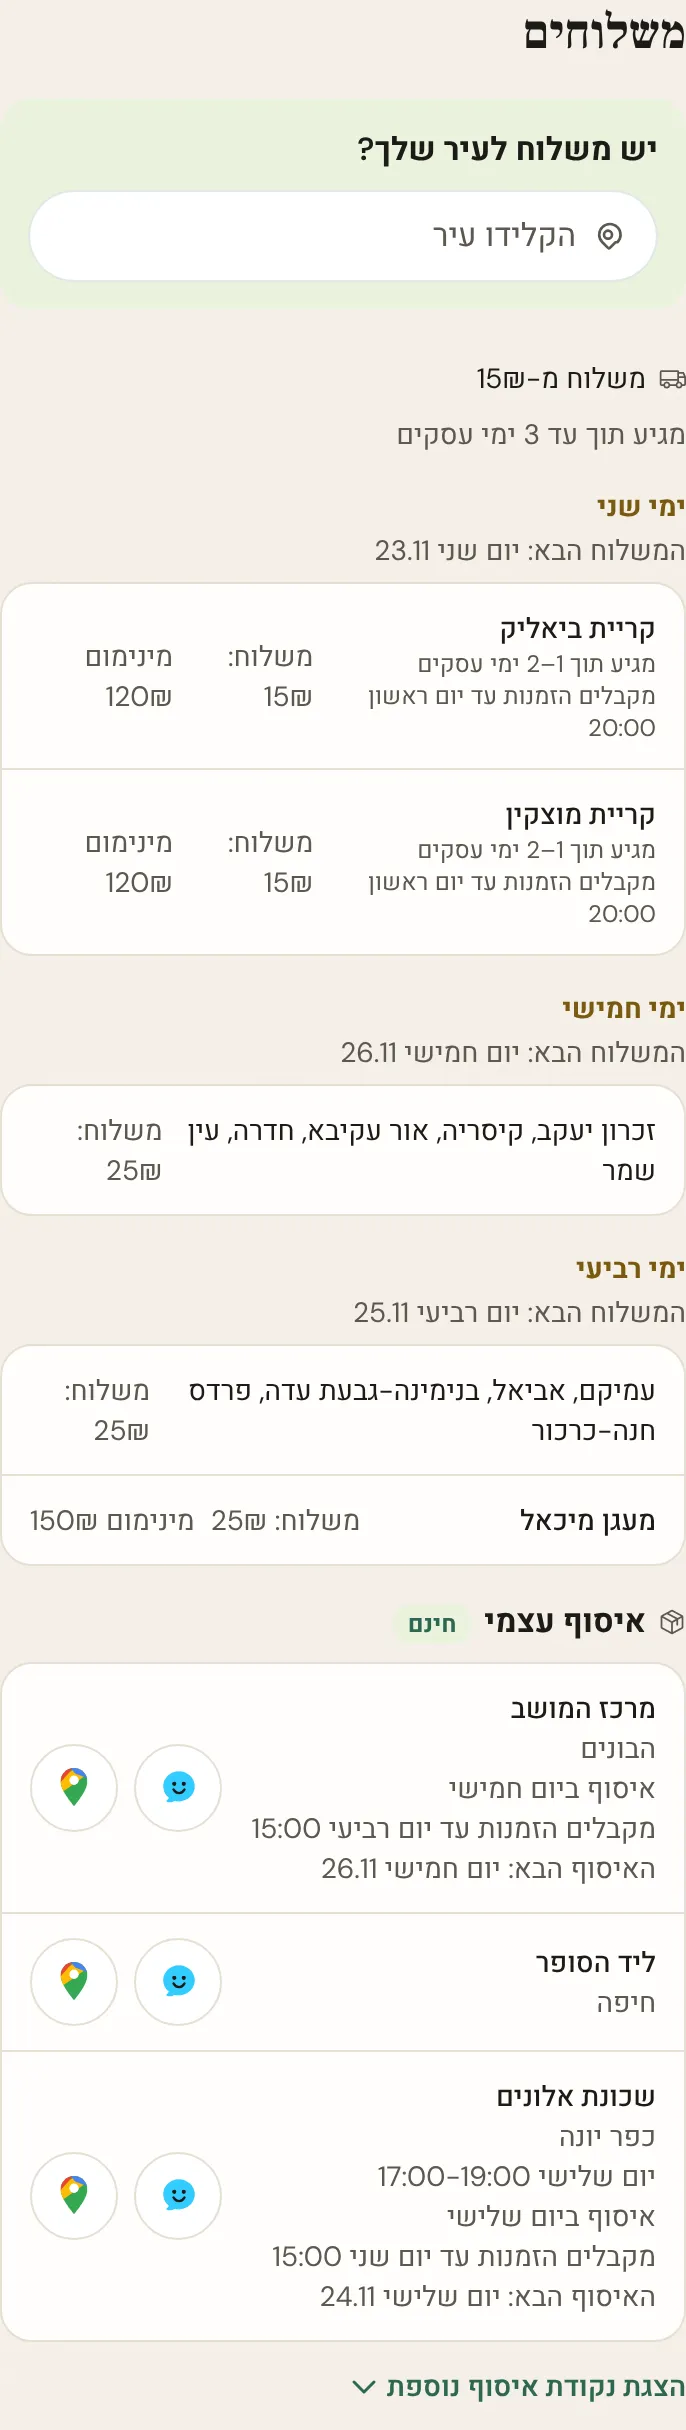 משלוחים
יש משלוח לעיר שלך?
הקלידו עיר
משלוח מ-15₪
מגיע תוך עד 3 ימי עסקים
ימי שני
המשלוח הבא: יום שני 23.11
קריית ביאליק
מגיע תוך 1–2 ימי עסקים
מקבלים הזמנות עד יום ראשון
20:00
משלוח:
15₪
מינימום
120₪
קריית מוצקין
מגיע תוך 1–2 ימי עסקים
מקבלים הזמנות עד יום ראשון
20:00
משלוח:
15₪
מינימום
120₪
ימי חמישי
המשלוח הבא: יום חמישי 26.11
זכרון יעקב, קיסריה, אור עקיבא, חדרה, עין
שמר
משלוח:
25₪
ימי רביעי
המשלוח הבא: יום רביעי 25.11
עמיקם, אביאל, בנימינה-גבעת עדה, פרדס
חנה-כרכור
משלוח:
25₪
מעגן מיכאל
משלוח: 25₪ מינימום 150₪
איסוף עצמי
חינם
מרכז המושב
הבונים
איסוף ביום חמישי
מקבלים הזמנות עד יום רביעי 15:00
האיסוף הבא: יום חמישי 26.11
ליד הסופר
חיפה
שכונת אלונים
כפר יונה
יום שלישי 17:00-19:00
איסוף ביום שלישי
מקבלים הזמנות עד יום שני 15:00
האיסוף הבא: יום שלישי 24.11
הצגת נקודת איסוף נוספת